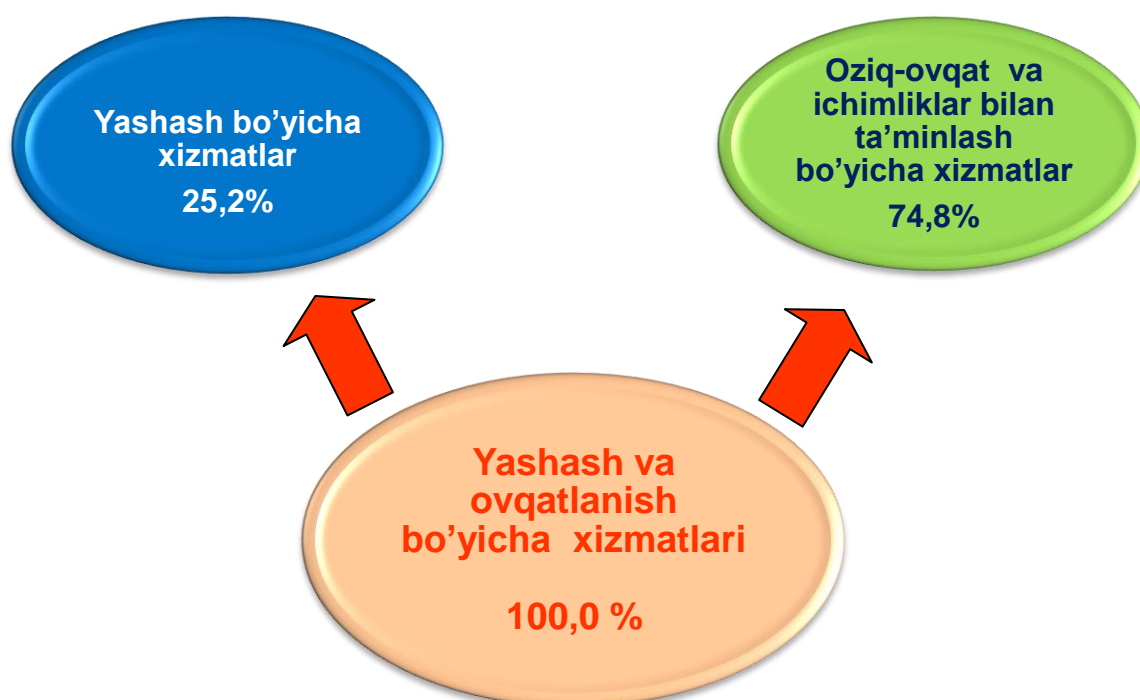 Yashash bo’yicha
xizmatlar
25,2%
Oziq-ovqat va
ichimliklar bilan
ta’minlash
bo’yicha xizmatlar
74,8%
Yashash va
ovqatlanish
bo’yicha xizmatlari
100,0 %